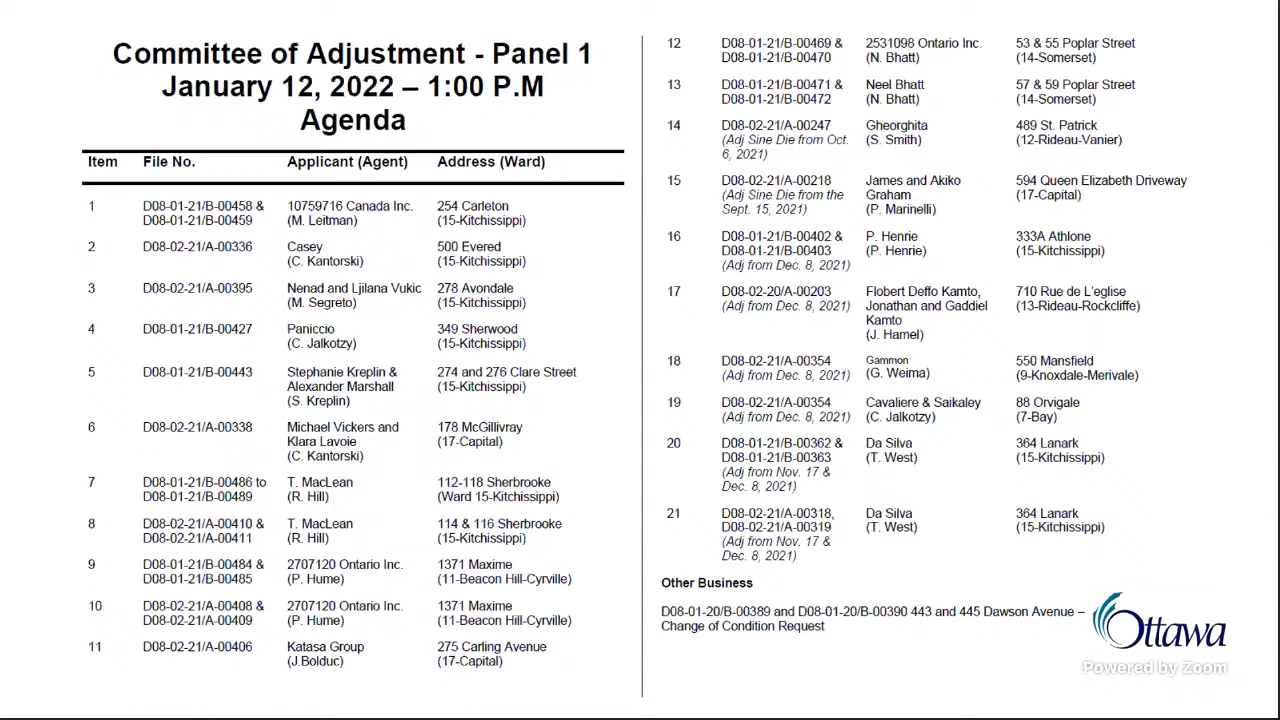 Committee of Adjustment - Panel 1
January 12, 2022 – 1:00 P.M
Agenda
Item File No. Applicant (Agent) Address (Ward)
1 D08-01-21/B-00458 & 10759716 Canada Inc. 254 Carleton
D08-01-21/B-00459 (M. Leitman) (15-Kitchissippi)
2 D08-02-21/A-00336 Casey 500 Evered
(C. Kantorski) (15-Kitchissippi)
3 D08-02-21/A-00395 Nenad and Ljilana Vukic 278 Avondale
(M. Segreto) (15-Kitchissippi)
4 D08-01-21/B-00427 Paniccio 349 Sherwood
(C. Jalkotzy) (15-Kitchissippi)
5 D08-01-21/B-00443 Stephanie Kreplin & 274 and 276 Clare Street
Alexander Marshall (15-Kitchissippi)
(S. Kreplin)
6 D08-02-21/A-00338 Michael Vickers and 178 McGillivray
Klara Lavoie (17-Capital)
(C. Kantorski)
7 D08-01-21/B-00486 to T. MacLean 112-118 Sherbrooke
D08-01-21/B-00489 (R. Hill) (Ward 15-Kitchissippi)
8 D08-02-21/A-00410 & T. MacLean 114 & 116 Sherbrooke
D08-02-21/A-00411 (R. Hill) (15-Kitchissippi)
9 D08-01-21/B-00484 & 2707120 Ontario Inc. 1371 Maxime
D08-01-21/B-00485 (P. Hume) (11-Beacon Hill-Cyrville)
10 D08-02-21/A-00408 & 2707120 Ontario Inc. 1371 Maxime
D08-02-21/A-00409 (P. Hume) (11-Beacon Hill-Cyrville)
11 D08-02-21/A-00406 Katasa Group 275 Carling Avenue
(J.Bolduc) (17-Capital)
12 D08-01-21/B-00469 & 2531098 Ontario Inc. 53 & 55 Poplar Street
D08-01-21/B-00470 (N. Bhatt) (14-Somerset)
13 D08-01-21/B-00471 & Neel Bhatt 57 & 59 Poplar Street
D08-01-21/B-00472 (N. Bhatt) (14-Somerset)
14 D08-02-21/A-00247 Gheorghita 489 St. Patrick
(Adj Sine Die from Oct. (S. Smith) (12-Rideau-Vanier)
6, 2021)
15 D08-02-21/A-00218 James and Akiko 594 Queen Elizabeth Driveway
(Adj Sine Die from the Graham (17-Capital)
Sept. 15, 2021) (P. Marinelli)
16 D08-01-21/B-00402 & P. Henrie 333A Athlone
D08-01-21/B-00403 (P. Henrie) (15-Kitchissippi)
(Adj from Dec. 8, 2021)
17 D08-02-20/A-00203 Flobert Deffo Kamto, 710 Rue de L'eglise
(Adj from Dec. 8, 2021) Jonathan and Gaddiel (13-Rideau-Rockcliffe)
Kamto
(J. Hamel)
18 D08-02-21/A-00354 Gammon 550 Mansfield
(Adj from Dec. 8, 2021) (G. Weima) (9-Knoxdale-Merivale)
19 D08-02-21/A-00354 Cavaliere & Saikaley 88 Orvigale
(Adj from Dec. 8, 2021) (C. Jalkotzy) (7-Bay)
20 D08-01-21/B-00362 & Da Silva 364 Lanark
D08-01-21/B-00363 (T. West) (15-Kitchissippi)
(Adj from Nov. 17 &
Dec. 8, 2021)
21 D08-02-21/A-00318, Da Silva 364 Lanark
D08-02-21/A-00319 (T. West) (15-Kitchissippi)
(Adj from Nov 17 &
Dec. 8, 2021)
Other Business
D08-01-20/B-00389 and D08-01-20/B-00390 443 and 445 Dawson Avenue –
Change of Condition Request
Ottawa
Powered by Zoom